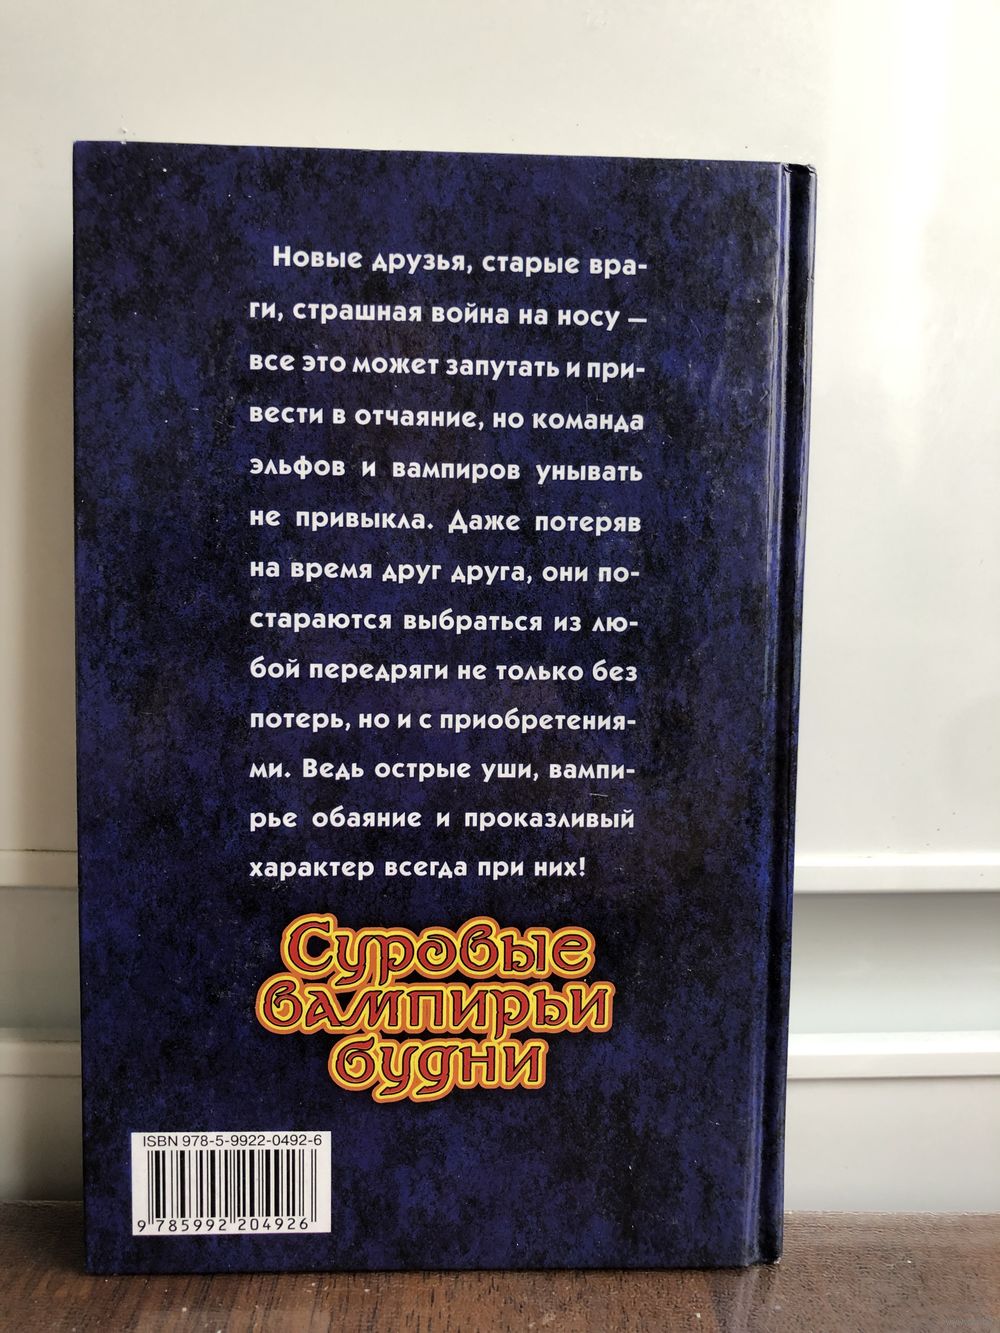 Новые друзья, старые вра-
ги, страшная война на носу —
все это может запутать и при-
вести в отчаяние, но команда
эльфов и вампиров унывать
не привыкла. Даже потеряв
на время друг друга, они по-
стараются выбраться из лю-
бой передряги не только без
потерь, но и с приобретения-
ми. Ведь острые уши, вампи-
рье обаяние и проказливый
характер всегда при них!
Суровые
вампирьи
будни
ISBN 978-5-9922-0492-6
9 785992 204926